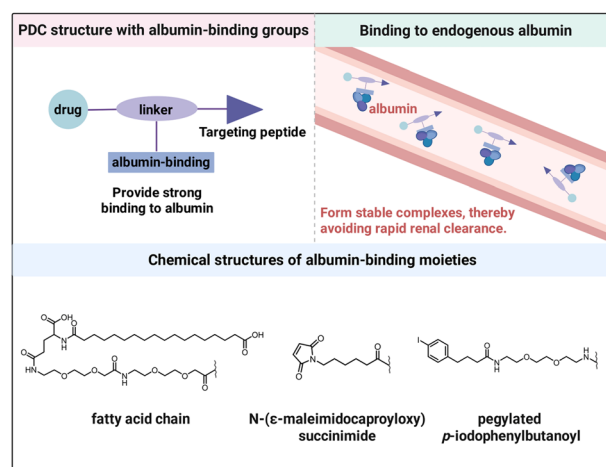 PDC structure with albumin-binding groups
Binding to endogenous albumin
drug
linker
Targeting peptide
albumin-binding
Provide strong
binding to albumin
albumin
Form stable complexes, thereby
avoiding rapid renal clearance.
Chemical structures of albumin-binding moieties
O
OH
O
N
H
O
OH
O
HN
O
O
O
N
H
O
O
O
fatty acid chain
O
N
O
O
N-(ε-maleimidocaproyloxy)
succinimide
I
O
N
H
O
O
H
N
pegylated
p-iodophenylbutanoyl